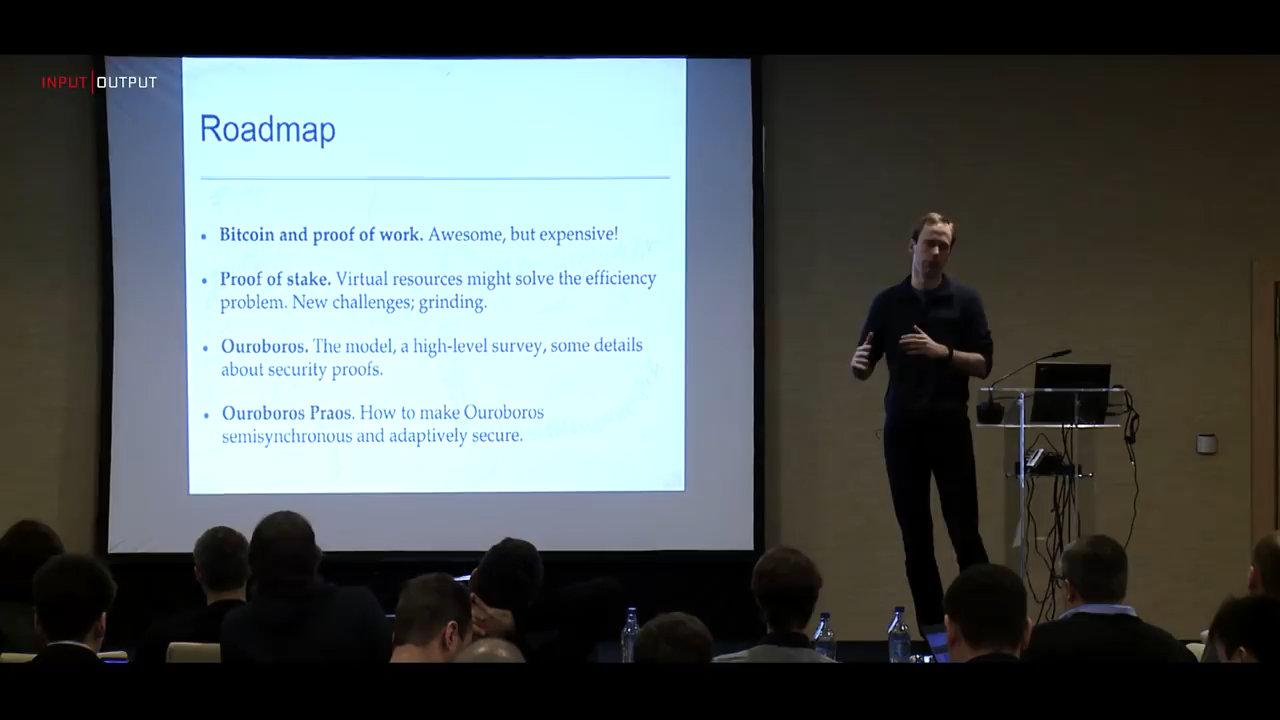 INPUT|OUTPUT
Roadmap
• Bitcoin and proof of work. Awesome, but expensive!
• Proof of stake. Virtual resources might solve the efficiency
problem. New challenges; grinding.
• Ouroboros. The model, a high-level survey, some details
about security proofs.
• Ouroboros Praos. How to make Ouroboros
semisynchronous and adaptively secure.